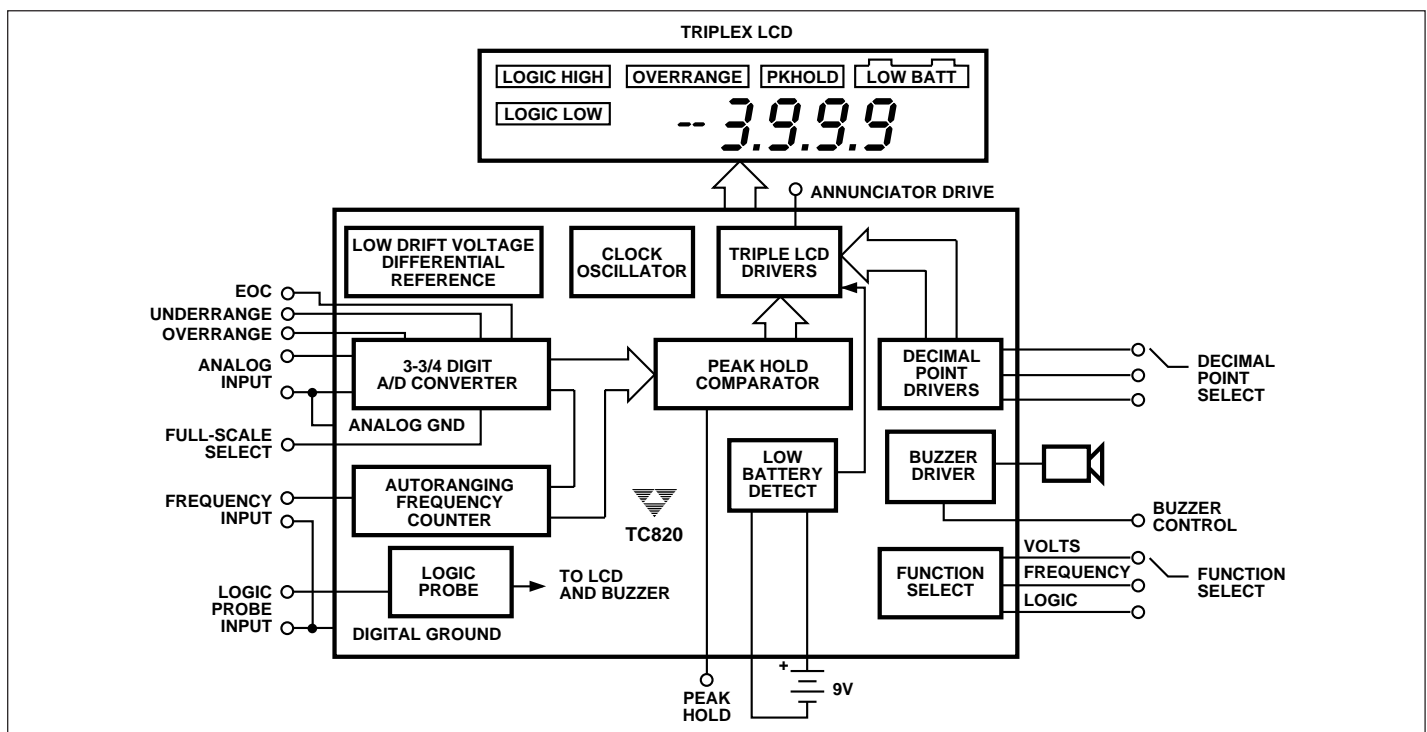 TRIPLEX LCD
LOGIC HIGH
OVERRANGE
PKHOLD
LOW BATT
LOGIC LOW
--3.9.9.9
ANNUNCIATOR DRIVE
LOW DRIFT VOLTAGE
DIFFERENTIAL
REFERENCE
CLOCK
OSCILLATOR
TRIPLE LCD
DRIVERS
EOC
UNDERRANGE
OVERRANGE
ANALOG
INPUT
3-3/4 DIGIT
A/D CONVERTER
PEAK HOLD
COMPARATOR
DECIMAL
POINT
DRIVERS
DECIMAL
POINT
SELECT
ANALOG GND
FULL-SCALE
SELECT
LOW
BATTERY
DETECT
BUZZER
DRIVER
FREQUENCY
INPUT
AUTORANGING
FREQUENCY
COUNTER
TC820
BUZZER
CONTROL
LOGIC
PROBE
INPUT
LOGIC
PROBE
TO LCD
AND BUZZER
FUNCTION
SELECT
VOLTS
FREQUENCY
LOGIC
FUNCTION
SELECT
DIGITAL GROUND
PEAK
HOLD
+
9V